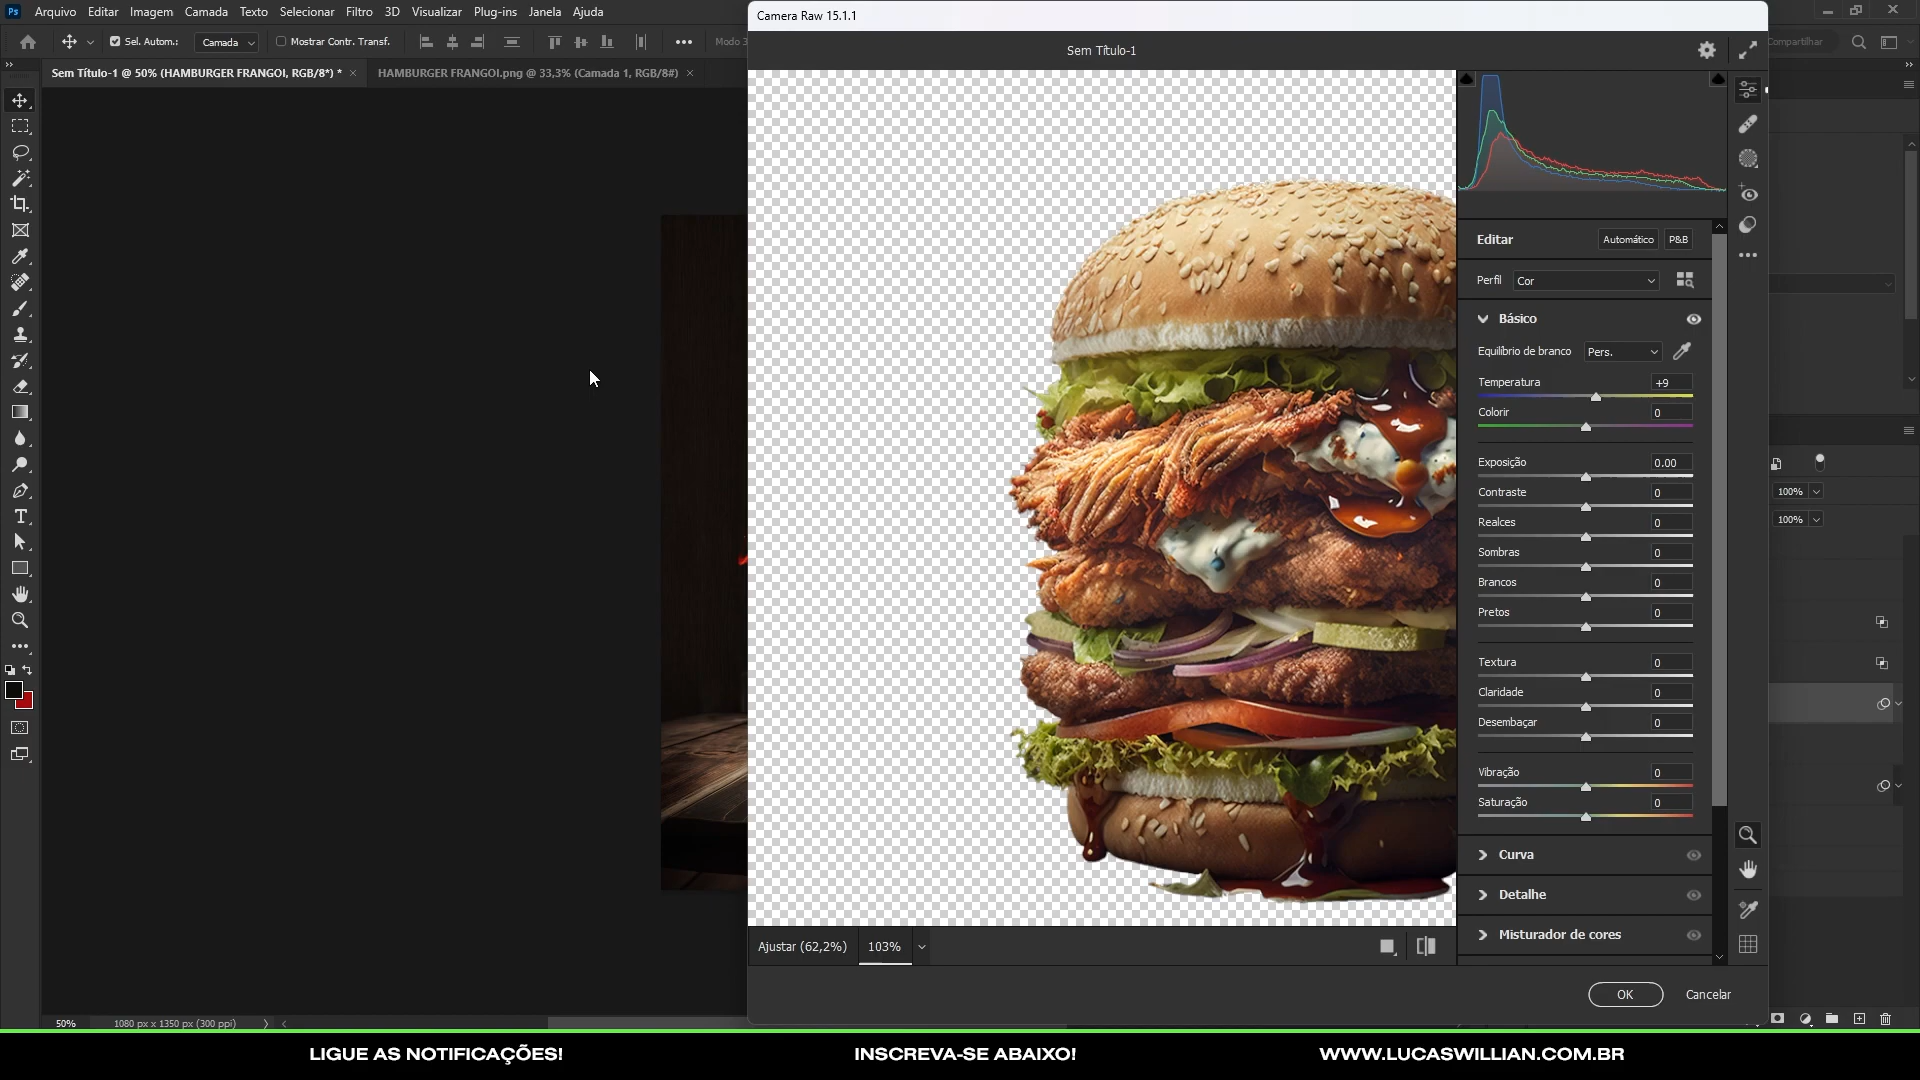 Ps Arquivo Editar Imagem Camada Texto Selecionar Filtro 3D Visualizar Plug-ins Janela Ajuda
Camera Raw 15.1.1
Sel. Autom.: Camada Mostrar Contr. Transf. Modo 3
Sem Título-1
Compartilhar
Sem Título-1 @ 50% (HAMBURGER FRANGOI, RGB/8*) *
HAMBURGER FRANGOI.png @ 33,3% (Camada 1, RGB/8#)
Editar Automático P&B
Perfil Cor
Básico
Equilíbrio de branco Pers.
Temperatura +9
Colorir 0
Exposição 0.00
Contraste 0
Realces 0
Sombras 0
Brancos 0
Pretos 0
Textura 0
Claridade 0
Desembaçar 0
Vibração 0
Saturação 0
Curva
Detalhe
Misturador de cores
100%
100%
Ajustar (62,2%) 103%
OK Cancelar
50% 1080 px x 1350 px (300 ppi)
LIGUE AS NOTIFICAÇÕES! INSCREVA-SE ABAIXO! WWW.LUCASWILLIAN.COM.BR